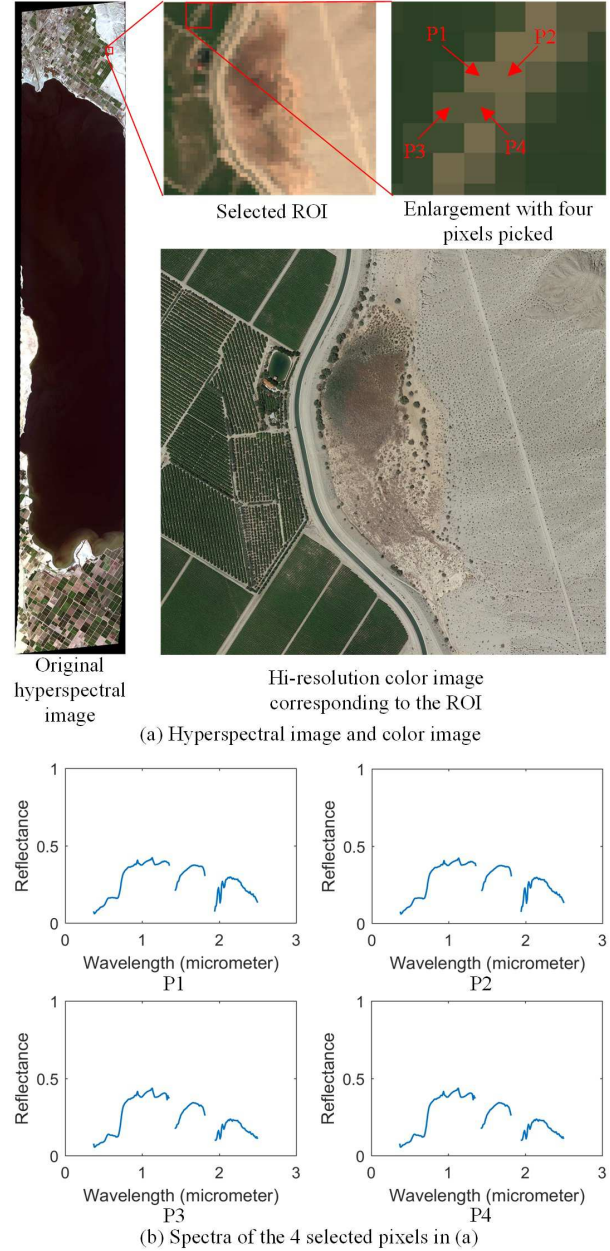 P1
P2
P3
P4
Selected ROI
Enlargement with four
pixels picked
Original
hyperspectral
image
Hi-resolution color image
corresponding to the ROI
(a) Hyperspectral image and color image
1
0.5
0
Reflectance
0 1 2 3
Wavelength (micrometer)
P1
1
0.5
0
Reflectance
0 1 2 3
Wavelength (micrometer)
P2
1
0.5
0
Reflectance
0 1 2 3
Wavelength (micrometer)
P3
1
0.5
0
Reflectance
0 1 2 3
Wavelength (micrometer)
P4
(b) Spectra of the 4 selected pixels in (a)